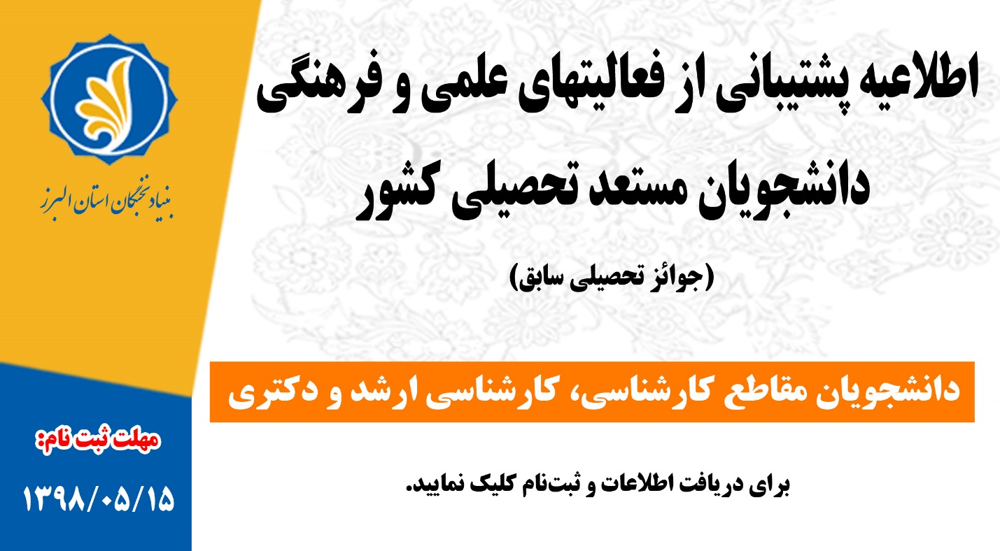 اطلاعیه پشتیبانی از فعالیتهای علمی و فرهنگی
دانشجویان مستعد تحصیلی کشور
(جوائز تحصیلی سابق)
دانشجویان مقاطع کارشناسی، کارشناسی ارشد و دکتری
برای دریافت اطلاعات و ثبت‌نام کلیک نمایید.
بنیاد نخبگان استان البرز
مهلت ثبت نام:
۱۳۹۸/۰۵/۱۵